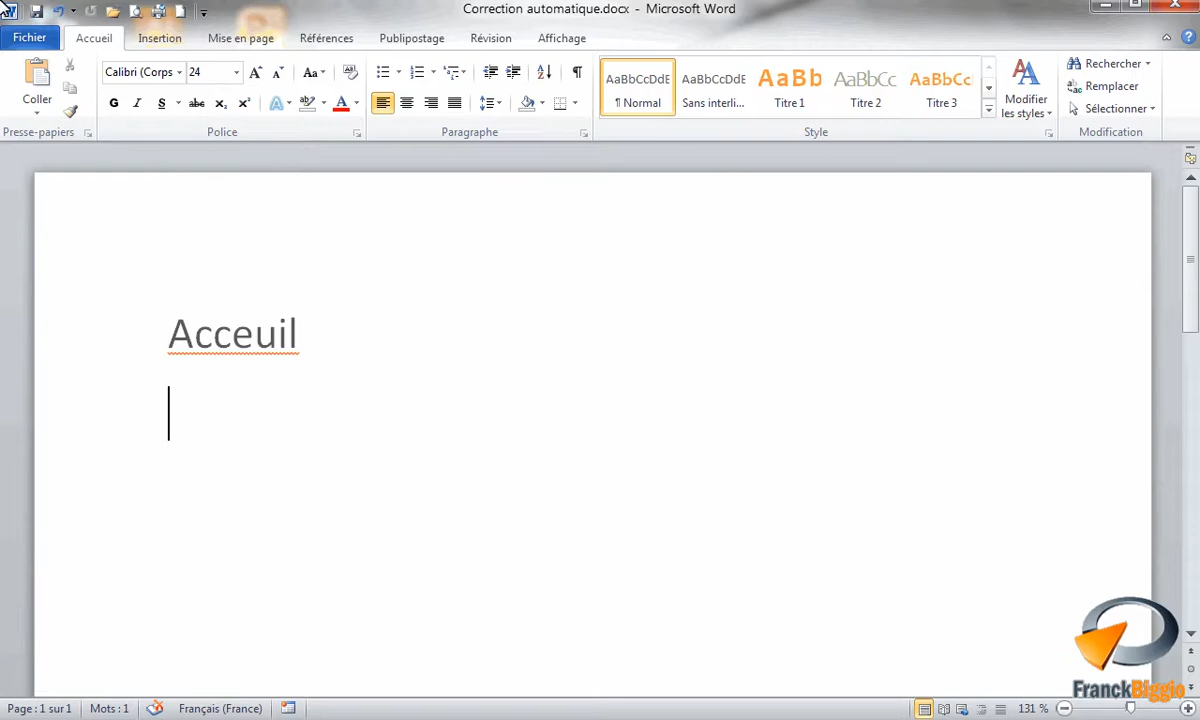 Correction automatique.docx - Microsoft Word
Fichier Accueil Insertion Mise en page Références Publipostage Révision Affichage
Coller
Presse-papiers
Calibri (Corps 24
G I S abc x₂ x²
Police
Paragraphe
AaBbCcDdE AaBbCcDdE AaBb AaBbCc AaBbCc
¶ Normal Sans interli... Titre 1 Titre 2 Titre 3
Style
Modifier
les styles
Rechercher
Remplacer
Sélectionner
Modification
Acceuil
FranckBiggio
Page : 1 sur 1 Mots : 1 Français (France) 131 %